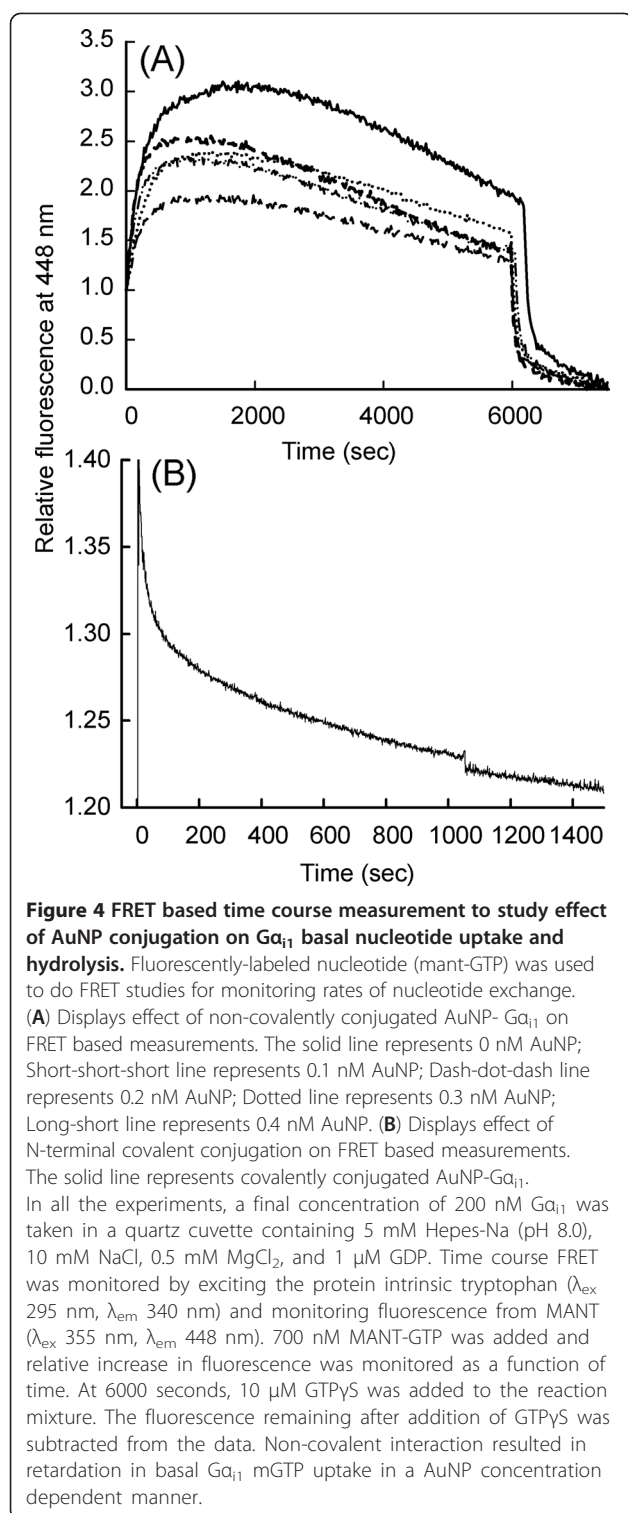 3.5
(A)
3.0
2.5
2.0
1.5
1.0
0.5
0.0
0 2000 4000 6000
Time (sec)
Relative fluorescence at 448 nm
1.40
(B)
1.35
1.30
1.25
1.20
0 200 400 600 800 1000 1200 1400
Time (sec)
Figure 4 FRET based time course measurement to study effect
of AuNP conjugation on Gαi1 basal nucleotide uptake and
hydrolysis. Fluorescently-labeled nucleotide (mant-GTP) was used
to do FRET studies for monitoring rates of nucleotide exchange.
(A) Displays effect of non-covalently conjugated AuNP- Gαi1 on
FRET based measurements. The solid line represents 0 nM AuNP;
Short-short-short line represents 0.1 nM AuNP; Dash-dot-dash line
represents 0.2 nM AuNP; Dotted line represents 0.3 nM AuNP;
Long-short line represents 0.4 nM AuNP. (B) Displays effect of
N-terminal covalent conjugation on FRET based measurements.
The solid line represents covalently conjugated AuNP-Gαi1.
In all the experiments, a final concentration of 200 nM Gαi1 was
taken in a quartz cuvette containing 5 mM Hepes-Na (pH 8.0),
10 mM NaCl, 0.5 mM MgCl2, and 1 μM GDP. Time course FRET
was monitored by exciting the protein intrinsic tryptophan (λex
295 nm, λem 340 nm) and monitoring fluorescence from MANT
(λex 355 nm, λem 448 nm). 700 nM MANT-GTP was added and
relative increase in fluorescence was monitored as a function of
time. At 6000 seconds, 10 μM GTPγS was added to the reaction
mixture. The fluorescence remaining after addition of GTPγS was
subtracted from the data. Non-covalent interaction resulted in
retardation in basal Gαi1 mGTP uptake in a AuNP concentration
dependent manner.